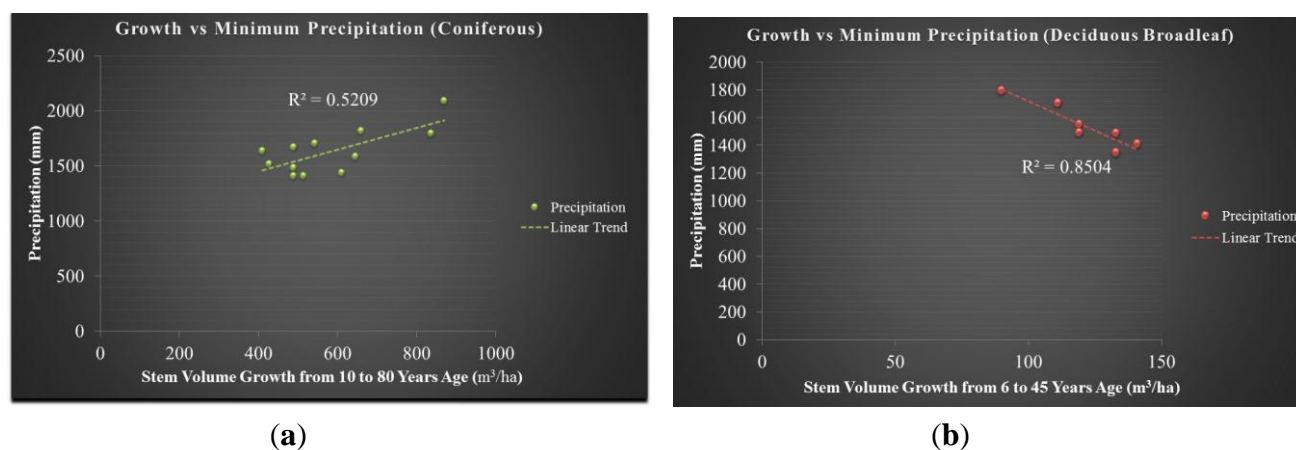 Growth vs Minimum Precipitation (Coniferous)
2500
2000
1500
1000
500
0
R² = 0.5209
Precipitation (mm)
Precipitation
Linear Trend
0 200 400 600 800 1000
Stem Volume Growth from 10 to 80 Years Age (m³/ha)
(a)
Growth vs Minimum Precipitation (Deciduous Broadleaf)
2000
1800
1600
1400
1200
1000
800
600
400
200
0
R² = 0.8504
Precipitation (mm)
Precipitation
Linear Trend
0 50 100 150
Stem Volume Growth from 6 to 45 Years Age (m³/ha)
(b)